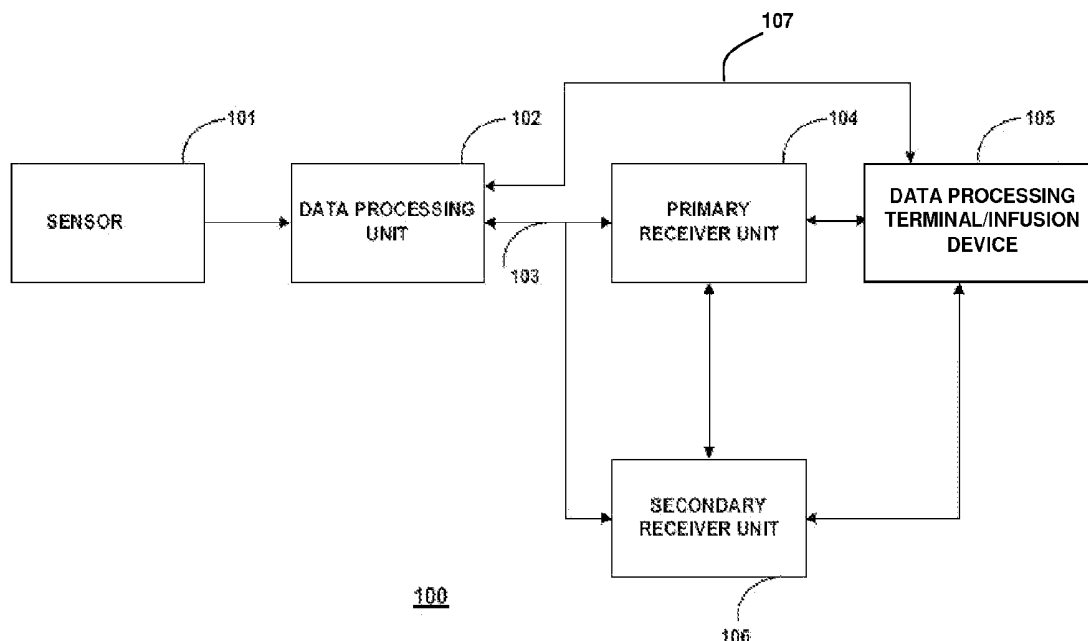 107
101
102
104
105
SENSOR
DATA PROCESSING
UNIT
PRIMARY
RECEIVER UNIT
DATA PROCESSING
TERMINAL/INFUSION
DEVICE
103
SECONDARY
RECEIVER UNIT
100
106